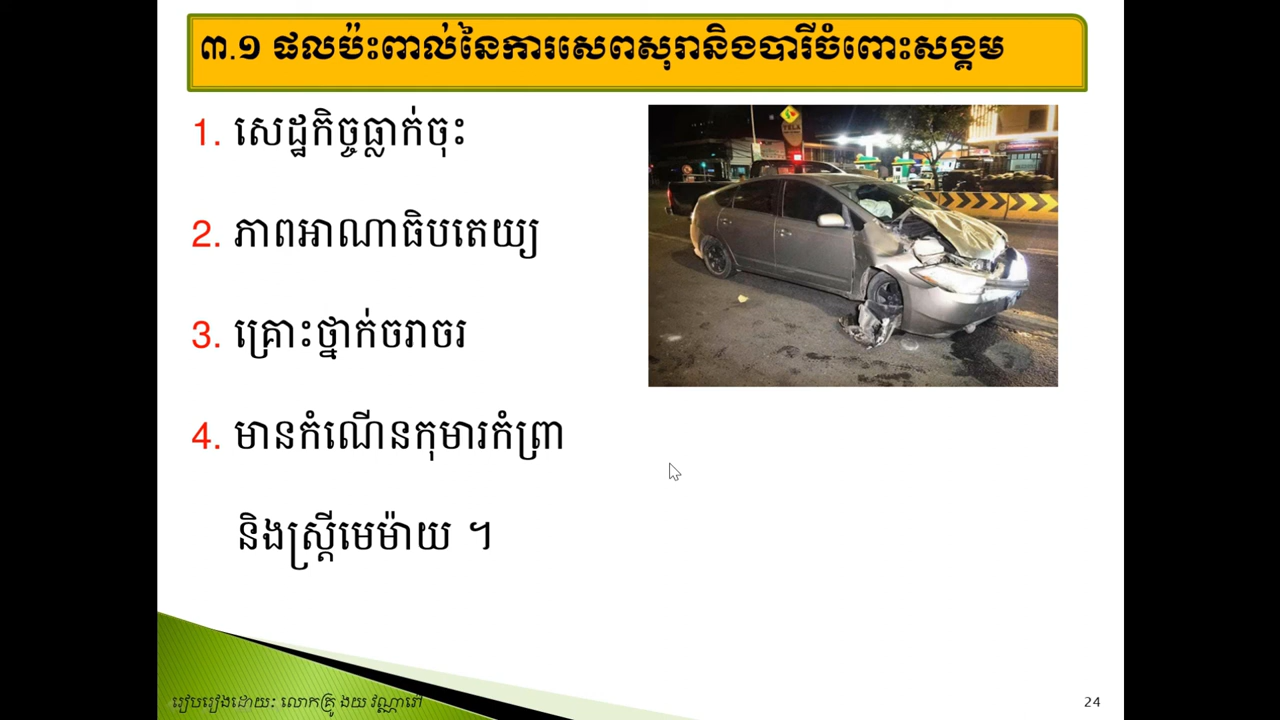 ៣.១ ផលប៉ះពាល់នៃការសេពសុរានិងបារីចំពោះសង្គម
1. សេដ្ឋកិច្ចធ្លាក់ចុះ
2. ភាពអាណាធិបតេយ្យ
3. គ្រោះថ្នាក់ចរាចរ
4. មានកំណើនកុមារកំព្រា
និងស្ត្រីមេម៉ាយ ។
រៀបរៀងដោយៈ លោកគ្រូ ងយ វណ្ណារៅ
24